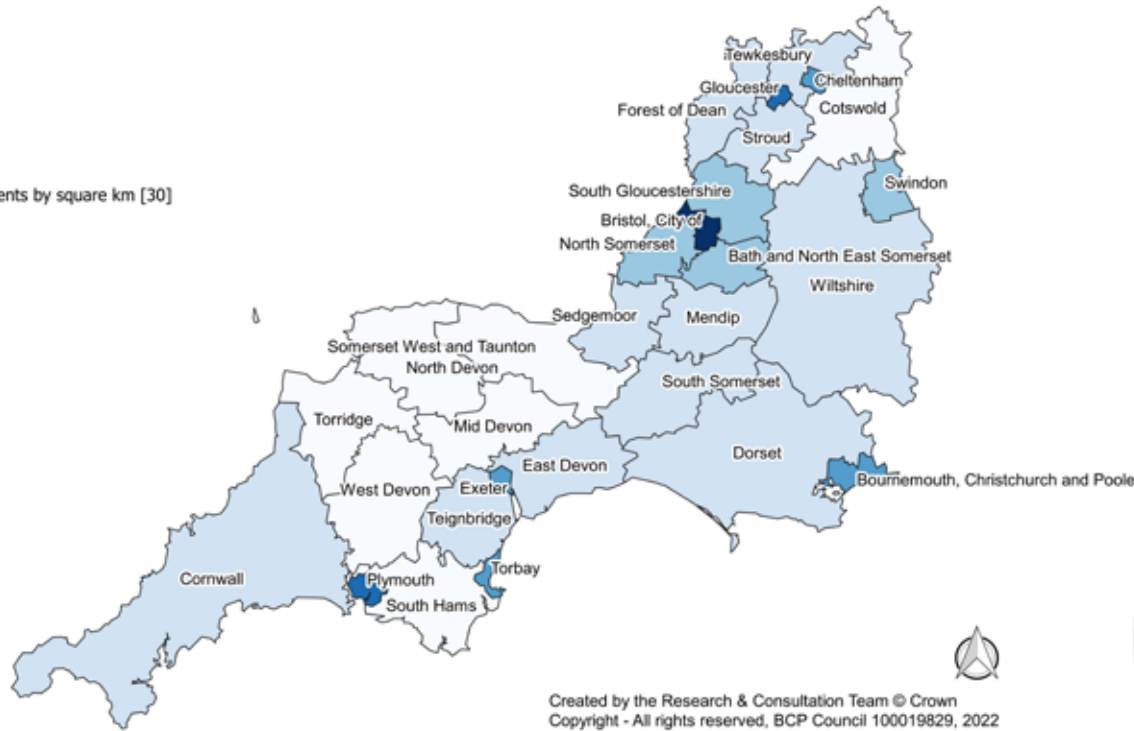 Tewkesbury
Gloucester
Cheltenham
Forest of Dean
Cotswold
Stroud
ents by square km [30]
South Gloucestershire
Swindon
Bristol, City of
North Somerset
Bath and North East Somerset
Wiltshire
Sedgemoor
Mendip
Somerset West and Taunton
North Devon
South Somerset
Torridge
Mid Devon
Dorset
East Devon
West Devon
Exeter
Bournemouth, Christchurch and Poole
Teignbridge
Torbay
Cornwall
Plymouth
South Hams
Created by the Research & Consultation Team © Crown
Copyright - All rights reserved, BCP Council 100019829, 2022